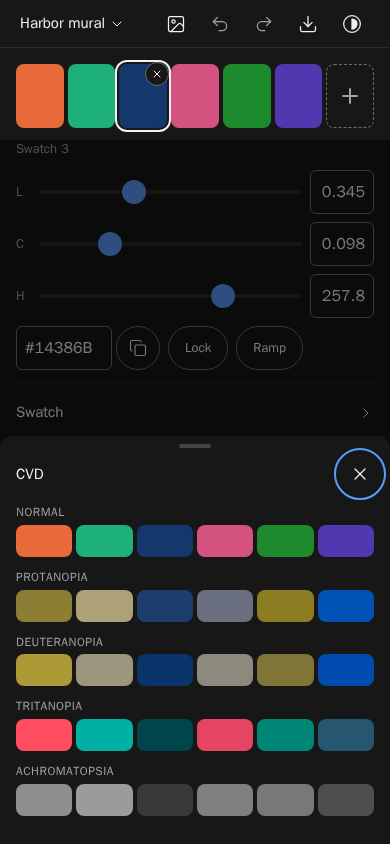 Harbor mural
Swatch 3
L 0.345
C 0.098
H 257.8
#14386B Lock Ramp
Swatch
CVD
NORMAL
PROTANOPIA
DEUTERANOPIA
TRITANOPIA
ACHROMATOPSIA